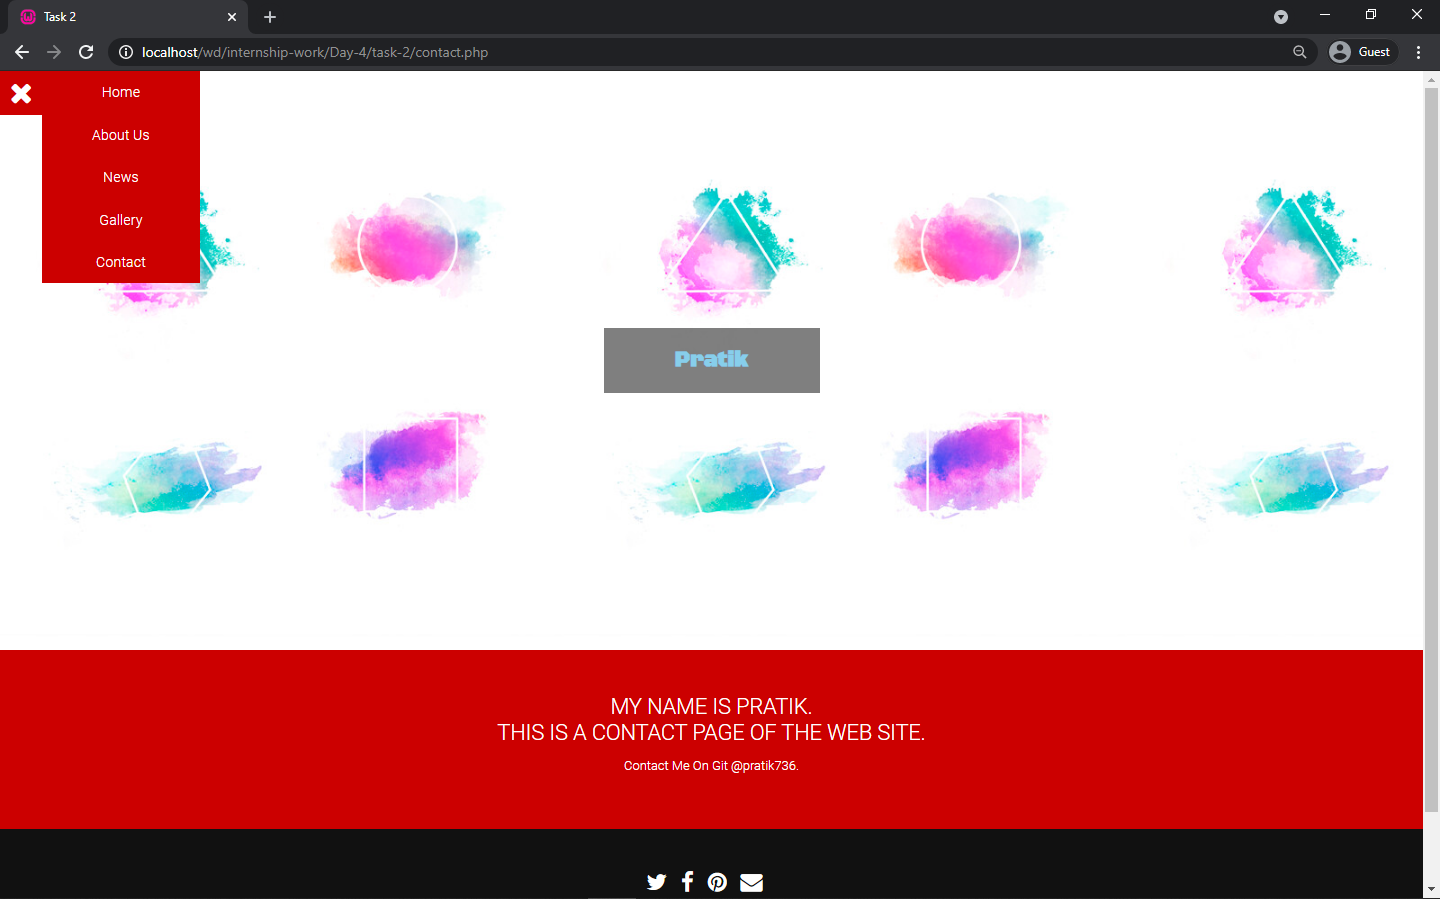 Task 2
localhost/wd/internship-work/Day-4/task-2/contact.php
Guest
Home
About Us
News
Gallery
Contact
Pratik
MY NAME IS PRATIK.
THIS IS A CONTACT PAGE OF THE WEB SITE.
Contact Me On Git @pratik736.